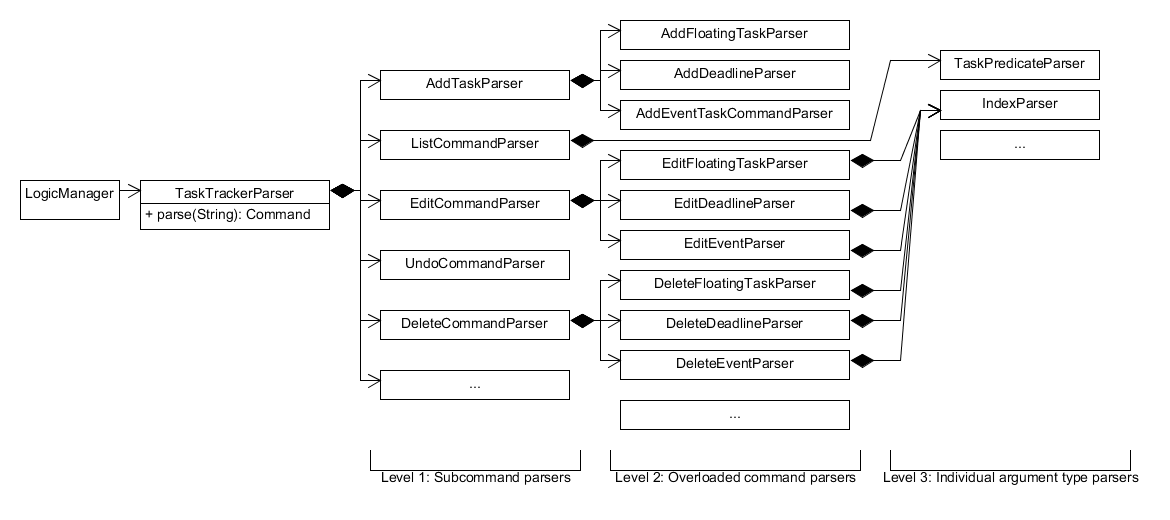 LogicManager
TaskTrackerParser
+ parse(String): Command
AddTaskParser
ListCommandParser
EditCommandParser
UndoCommandParser
DeleteCommandParser
...
AddFloatingTaskParser
AddDeadlineParser
AddEventTaskCommandParser
EditFloatingTaskParser
EditDeadlineParser
EditEventParser
DeleteFloatingTaskParser
DeleteDeadlineParser
DeleteEventParser
...
TaskPredicateParser
IndexParser
...
Level 1: Subcommand parsers
Level 2: Overloaded command parsers
Level 3: Individual argument type parsers